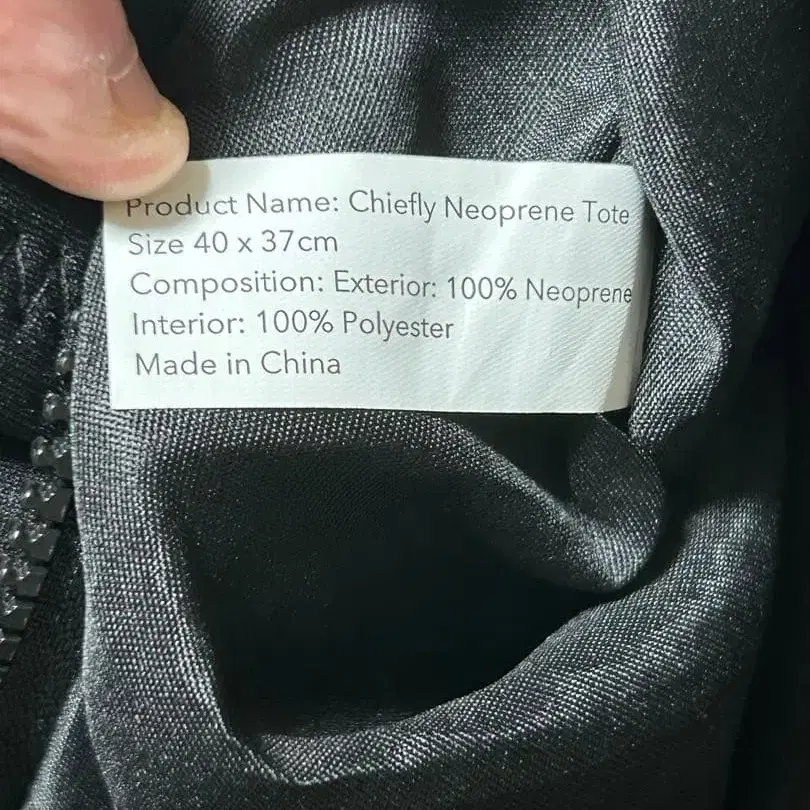 Product Name: Chiefly Neoprene Tote
Size 40 x 37cm
Composition: Exterior: 100% Neoprene
Interior: 100% Polyester
Made in China